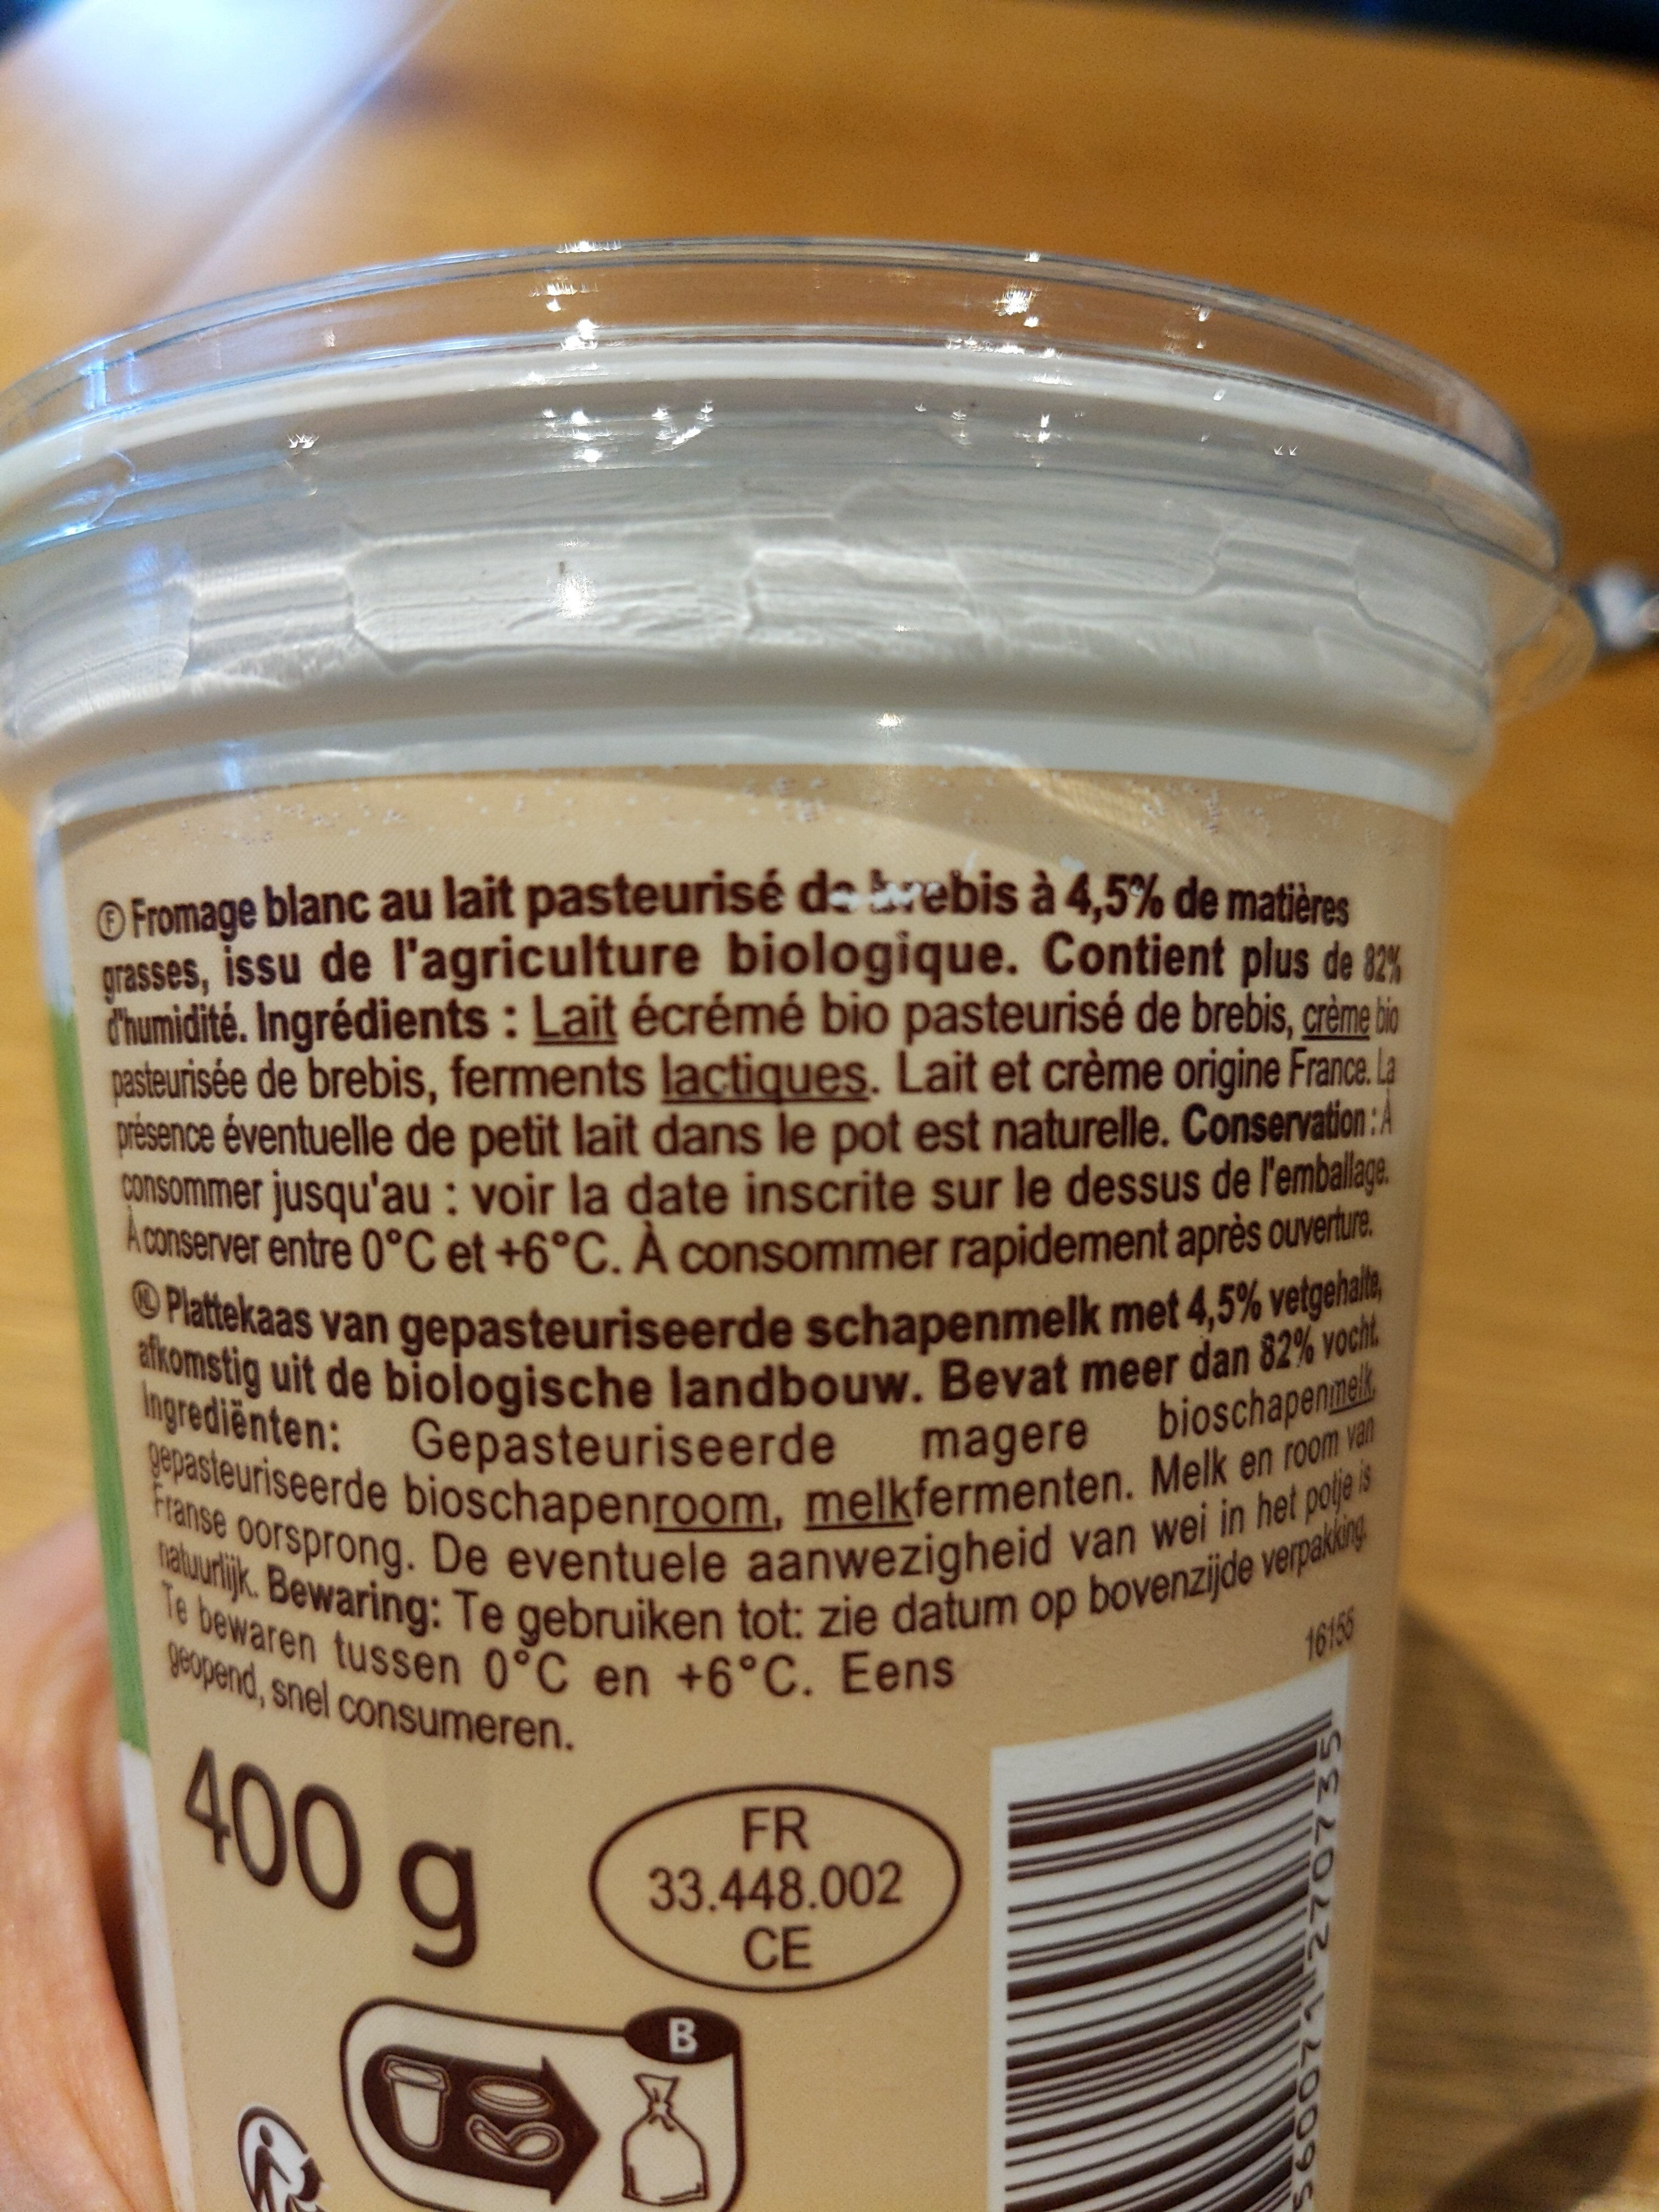 Ⓕ Fromage blanc au lait pasteurisé de brebis à 4,5% de matières
grasses, issu de l'agriculture biologique. Contient plus de 82%
d'humidité. Ingrédients : Lait écrémé bio pasteurisé de brebis, crème bio
pasteurisée de brebis, ferments lactiques. Lait et crème origine France. La
présence éventuelle de petit lait dans le pot est naturelle. Conservation : À
consommer jusqu'au : voir la date inscrite sur le dessus de l'emballage.
À conserver entre 0°C et +6°C. À consommer rapidement après ouverture.
NL Plattekaas van gepasteuriseerde schapenmelk met 4,5% vetgehalte,
afkomstig uit de biologische landbouw. Bevat meer dan 82% vocht.
Ingrediënten: Gepasteuriseerde magere bioschapenmelk,
gepasteuriseerde bioschapenroom, melkfermenten. Melk en room van
Franse oorsprong. De eventuele aanwezigheid van wei in het potje is
natuurlijk. Bewaring: Te gebruiken tot: zie datum op bovenzijde verpakking.
Te bewaren tussen 0°C en +6°C. Eens
geopend, snel consumeren.
16155
400 g
FR
33.448.002
CE
B
560071 270735